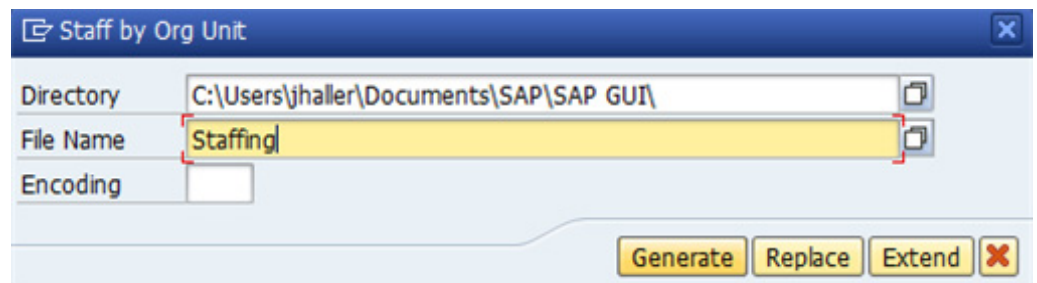 Staff by Org Unit
Directory C:\Users\jhaller\Documents\SAP\SAP GUI\
File Name Staffing
Encoding
Generate Replace Extend